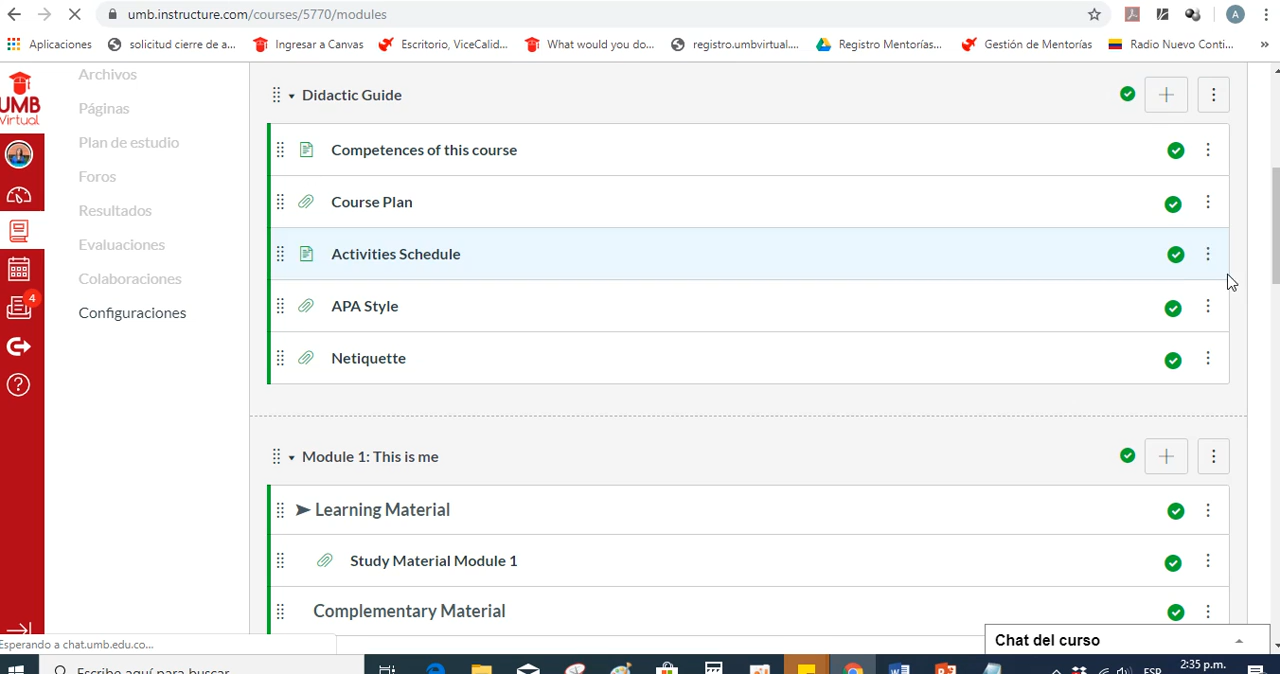 umb.instructure.com/courses/5770/modules
A
Aplicaciones
solicitud cierre de a...
Ingresar a Canvas
Escritorio, ViceCalid...
What would you do...
registro.umbvirtual....
Registro Mentorías...
Gestión de Mentorías
Radio Nuevo Conti...
»
UMB
Virtual
4
Archivos
Páginas
Plan de estudio
Foros
Resultados
Evaluaciones
Colaboraciones
Configuraciones
Didactic Guide
Competences of this course
Course Plan
Activities Schedule
APA Style
Netiquette
Module 1: This is me
Learning Material
Study Material Module 1
Complementary Material
Chat del curso
Esperando a chat.umb.edu.co...
Escribe aquí para buscar
ESP
2:35 p.m.